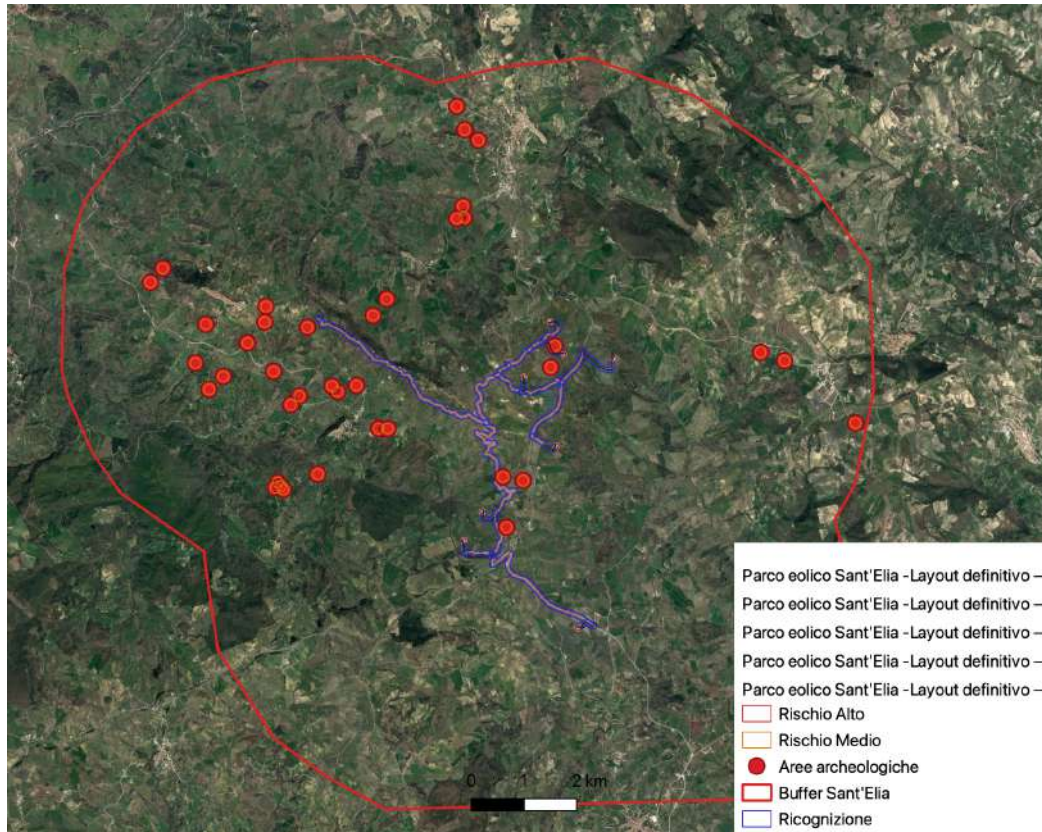 0 1 2 km
Parco eolico Sant'Elia -Layout definitivo —
Parco eolico Sant'Elia -Layout definitivo —
Parco eolico Sant'Elia -Layout definitivo —
Parco eolico Sant'Elia -Layout definitivo —
Parco eolico Sant'Elia -Layout definitivo —
Rischio Alto
Rischio Medio
Aree archeologiche
Buffer Sant'Elia
Ricognizione